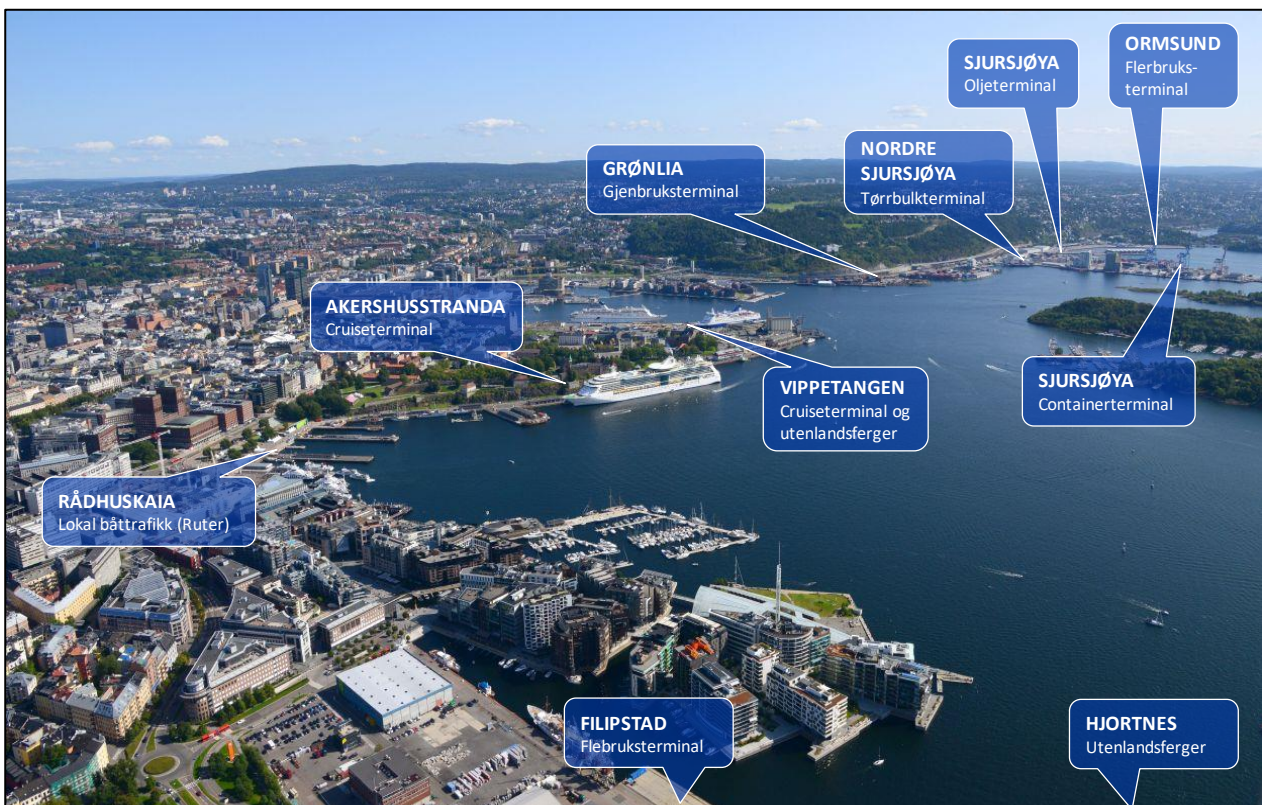 SJURSJØYA
Oljeterminal
ORMSUND
Flerbruks-
terminal
GRØNLIA
Gjenbruksterminal
NORDRE
SJURSJØYA
Tørrbulkterminal
AKERSHUSSTRANDA
Cruiseterminal
VIPPETANGEN
Cruiseterminal og
utenlandsferger
SJURSJØYA
Containerterminal
RÅDHUSKAIA
Lokal båttrafikk (Ruter)
FILIPSTAD
Flebruksterminal
HJORTNES
Utenlandsferger